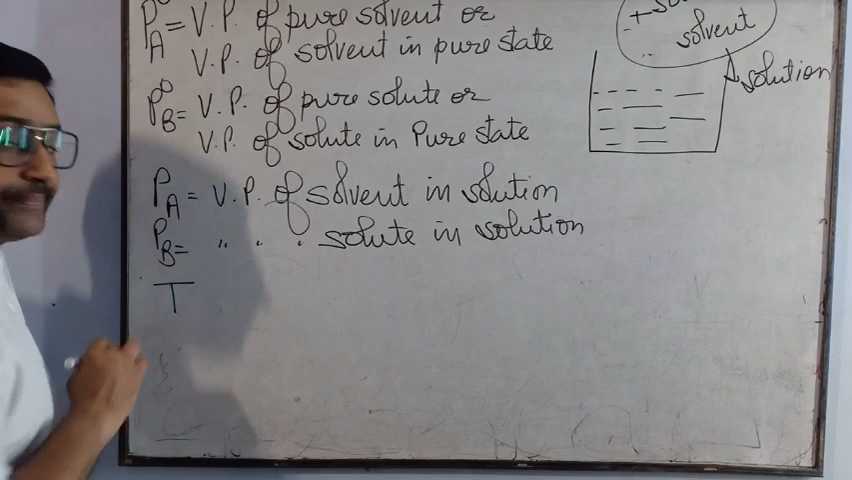 P°A = V.P. of pure solvent or
V.P. of solvent in pure state
P°B = V.P. of pure solute or
V.P. of solute in Pure state
PA = V.P. of solvent in solution
PB = " " " solute in solution
T
+
solvent
solution